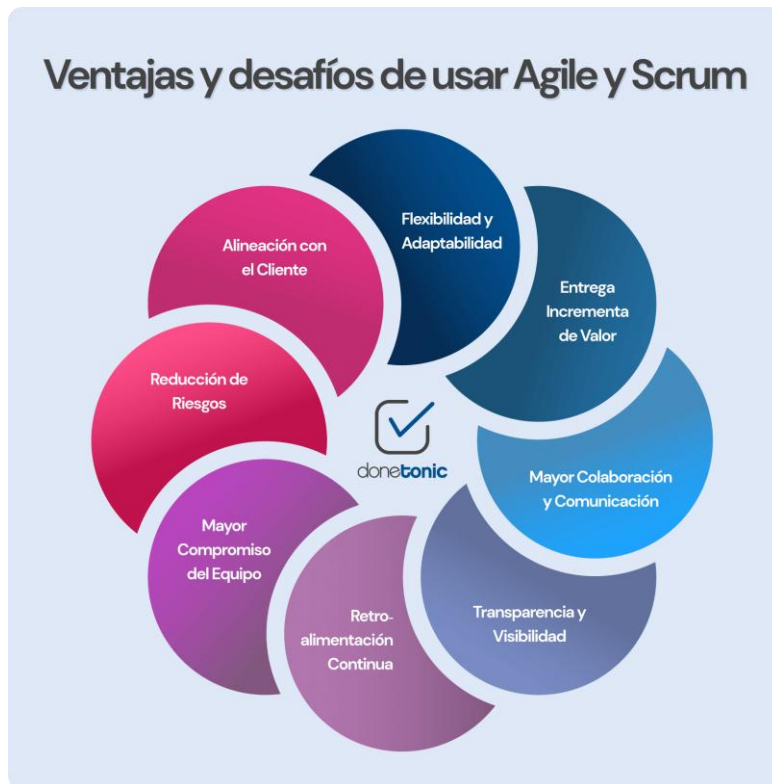 Ventajas y desafíos de usar Agile y Scrum
Flexibilidad y
Adaptabilidad
Entrega
Incrementa
de Valor
Mayor Colaboración
y Comunicación
Transparencia y
Visibilidad
Retro-
alimentación
Continua
Mayor
Compromiso
del Equipo
Reducción de
Riesgos
Alineación con
el Cliente
donetonic